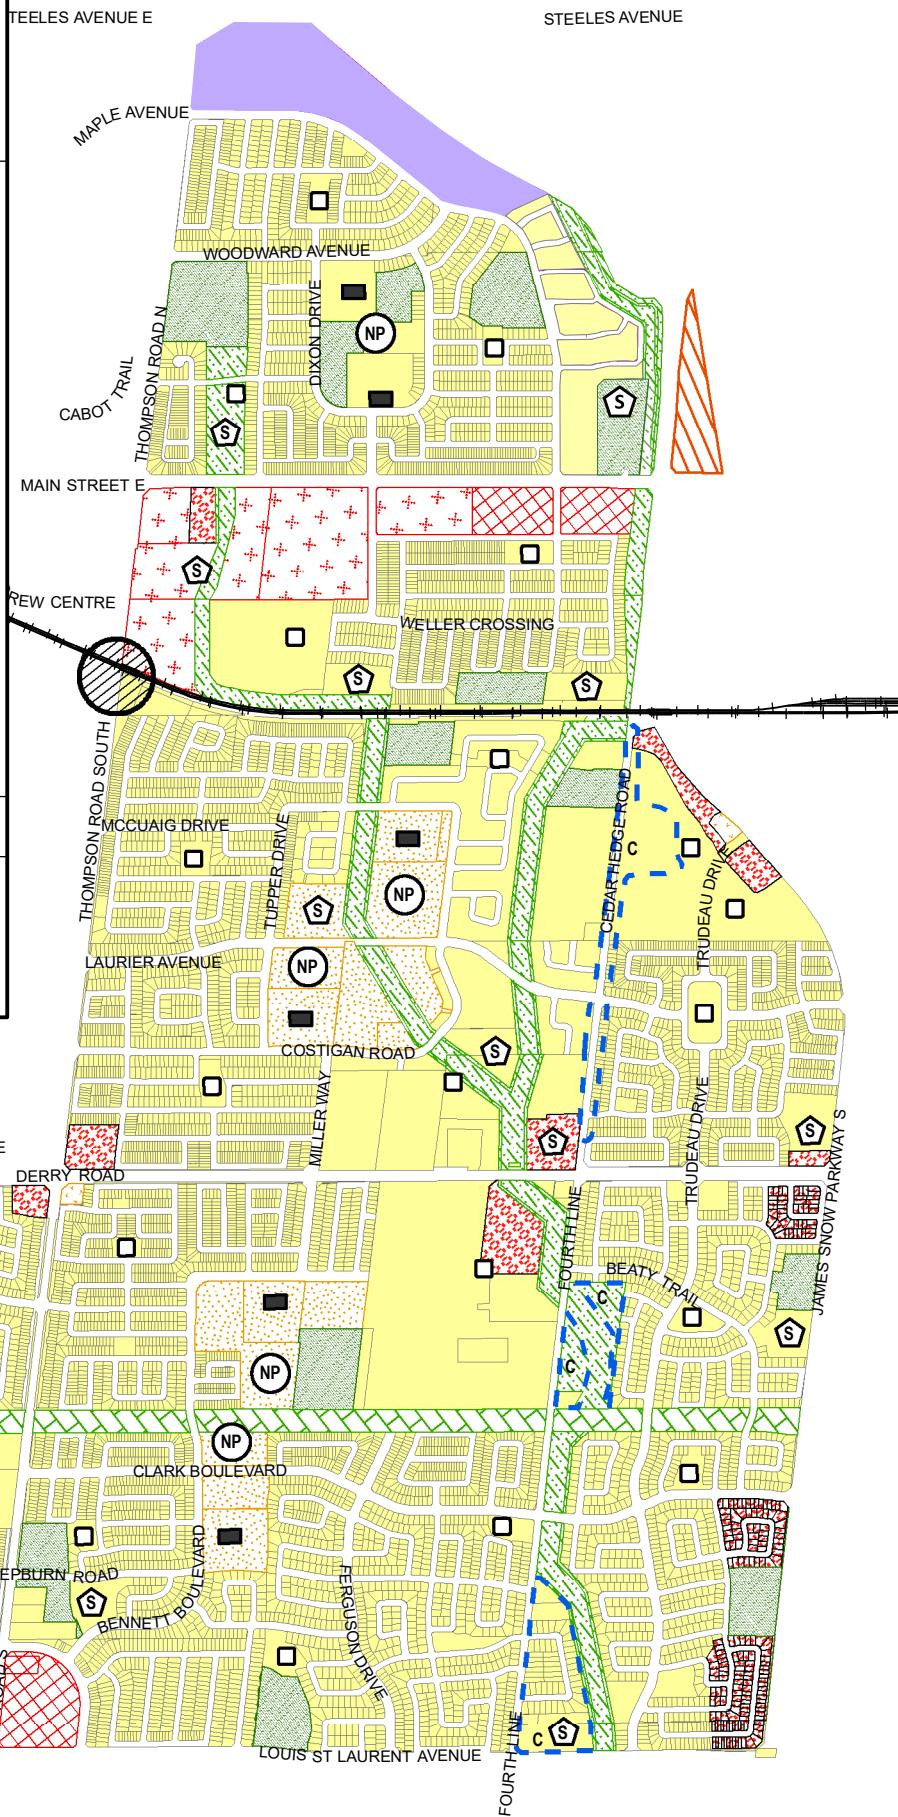 TEELES AVENUE E
STEELES AVENUE
MAPLE AVENUE
WOODWARD AVENUE
DIXON DRIVE
NP
THOMPSON ROAD N
CABOT TRAIL
S
S
MAIN STREET E
S
REW CENTRE
WELLER CROSSING
S
S
THOMPSON ROAD SOUTH
MCCUAIG DRIVE
TUPPER DRIVE
CEDAR HEDGE ROAD
C
TRUDEAU DRIVE
NP
S
LAURIER AVENUE
NP
COSTIGAN ROAD
S
MILLER WAY
TRUDEAU DRIVE
S
S
JAMES SNOW PARKWAY S
E
DERRY ROAD
FOURTH LINE
BEATY TRAIL
C
S
C
NP
NP
CLARK BOULEVARD
EPBURN ROAD
S
BENNETT BOULEVARD
FERGUSON DRIVE
S
C
LOUIS ST LAURENT AVENUE
FOURTH LINE